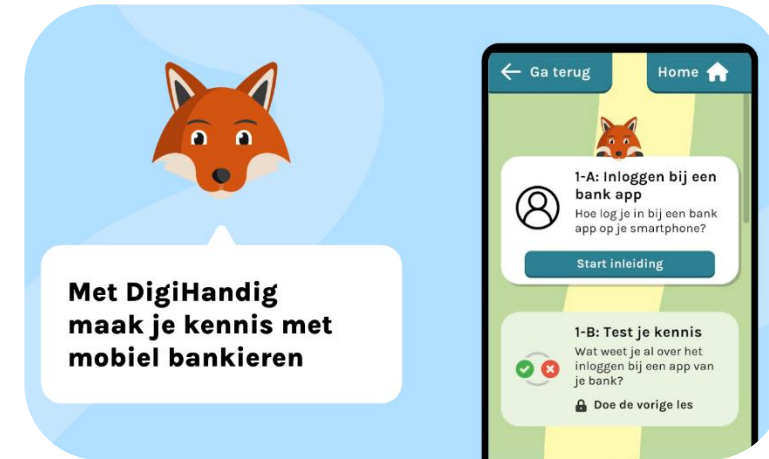 Met DigiHandig
maak je kennis met
mobiel bankieren
Ga terug
Home
1-A: Inloggen bij een
bank app
Hoe log je in bij een bank
app op je smartphone?
Start inleiding
1-B: Test je kennis
Wat weet je al over het
inloggen bij een app van
je bank?
Doe de vorige les